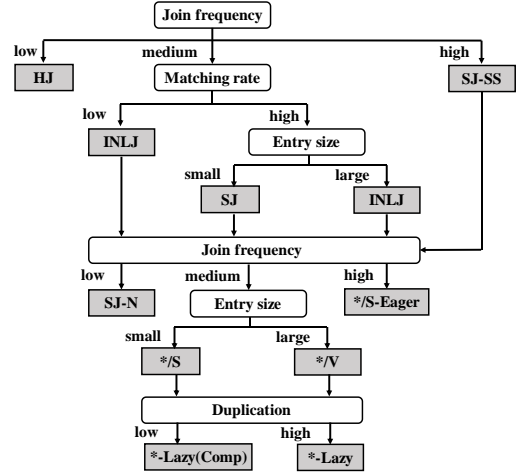 Join frequency
low
medium
high
HJ
Matching rate
SJ-SS
low
high
INLJ
Entry size
small
large
SJ
INLJ
Join frequency
low
medium
high
SJ-N
Entry size
*/S-Eager
small
large
*/S
*/V
Duplication
low
high
*-Lazy(Comp)
*-Lazy